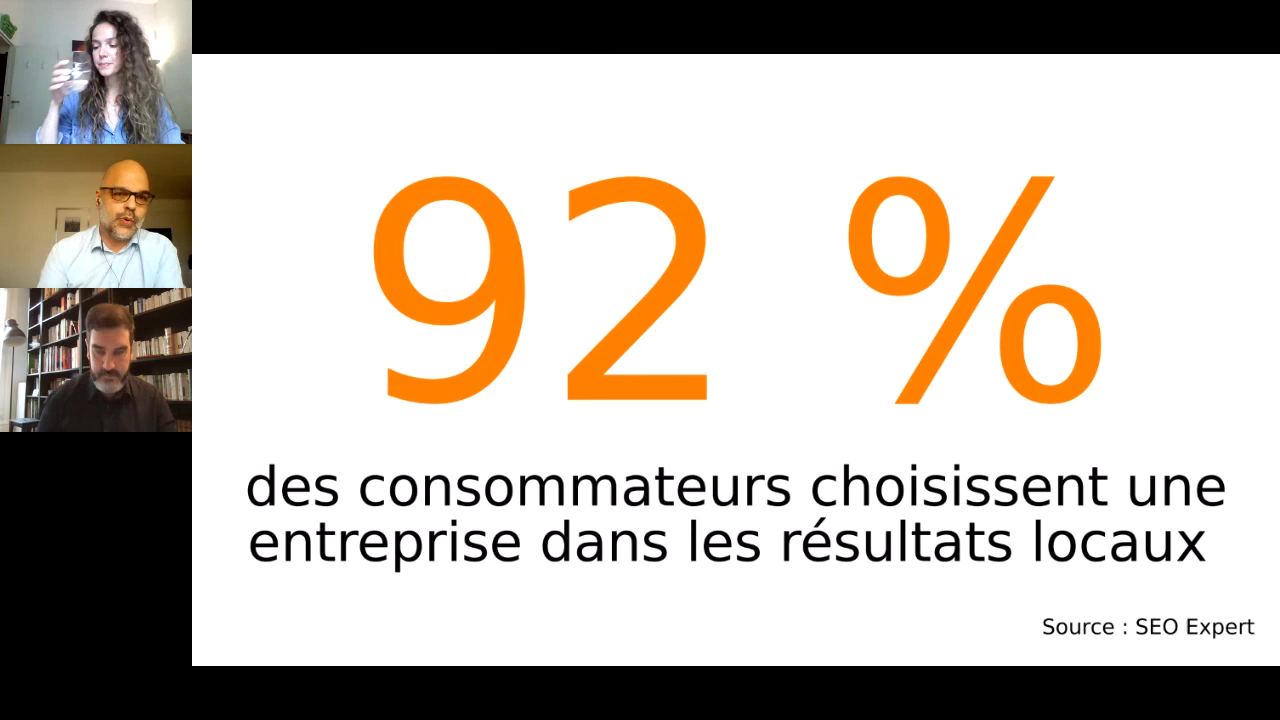 92 %
des consommateurs choisissent une
entreprise dans les résultats locaux
Source : SEO Expert